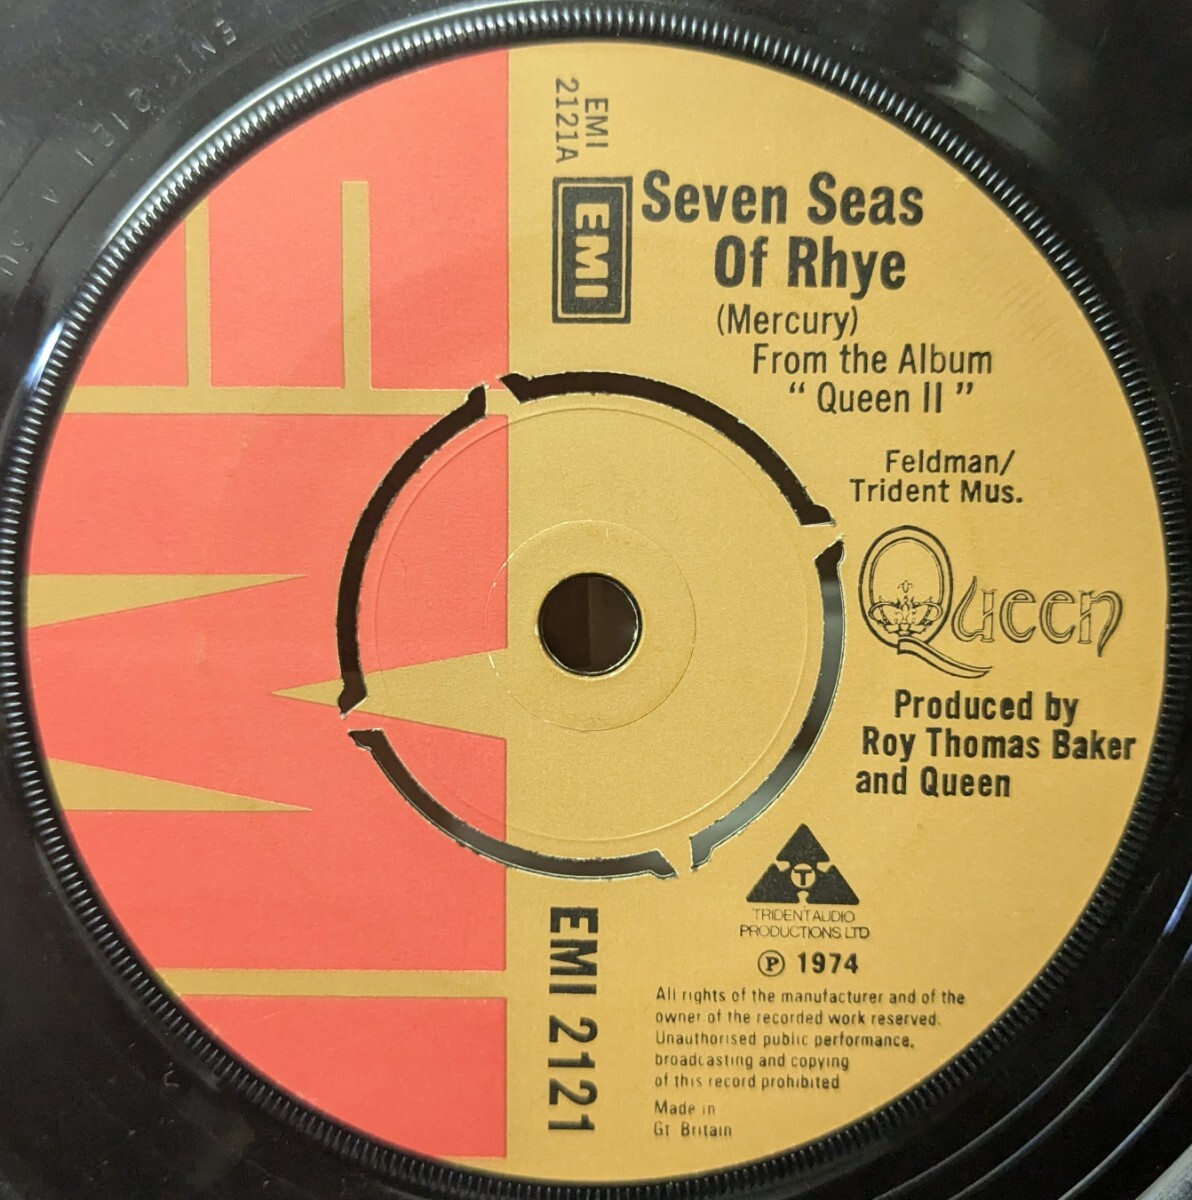 EMI
2121A
EMI
Seven Seas
Of Rhye
(Mercury)
From the Album
“ Queen II ”
Feldman/
Trident Mus.
Queen
Produced by
Roy Thomas Baker
and Queen
T
TRIDENT AUDIO
PRODUCTIONS LTD
Ⓟ 1974
EMI 2121
All rights of the manufacturer and of the
owner of the recorded work reserved.
Unauthorised public performance,
broadcasting and copying
of this record prohibited
Made in
Gt Britain